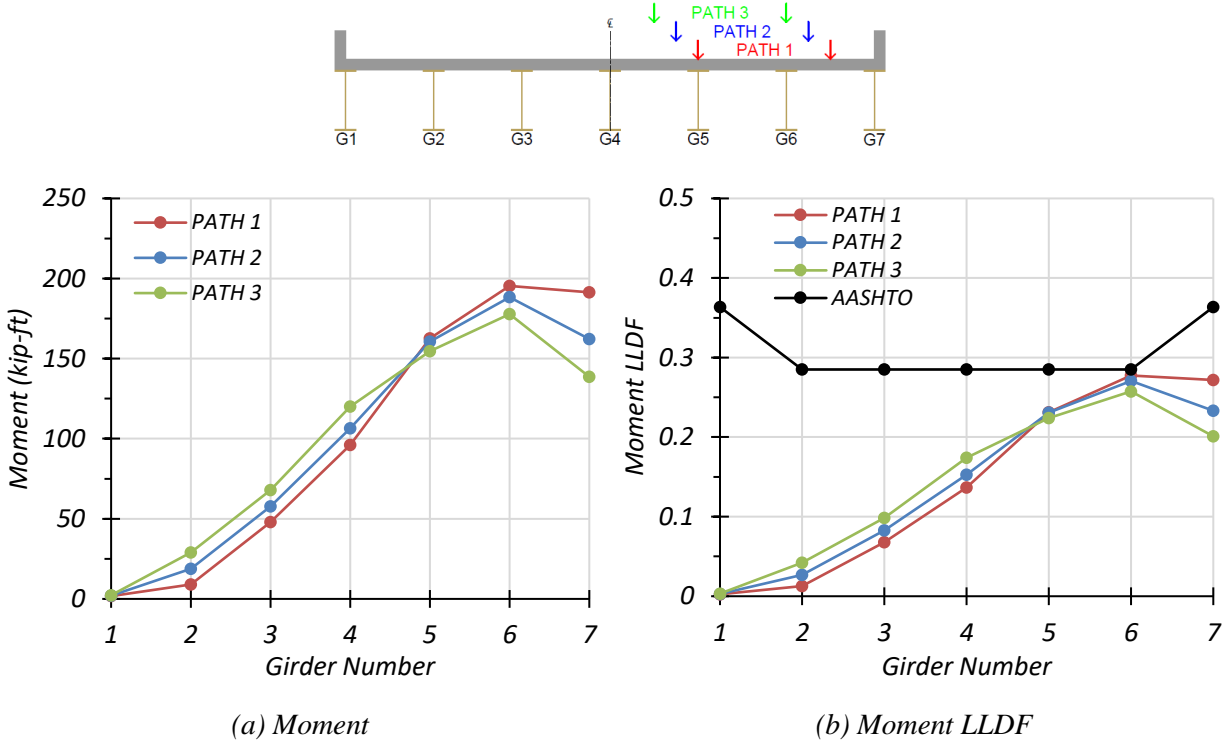 ℄
PATH 3
PATH 2
PATH 1
G1 G2 G3 G4 G5 G6 G7
250
200
150
100
50
0
Moment (kip-ft)
PATH 1
PATH 2
PATH 3
1 2 3 4 5 6 7
Girder Number
(a) Moment
0.5
0.4
0.3
0.2
0.1
0
Moment LLDF
PATH 1
PATH 2
PATH 3
AASHTO
1 2 3 4 5 6 7
Girder Number
(b) Moment LLDF